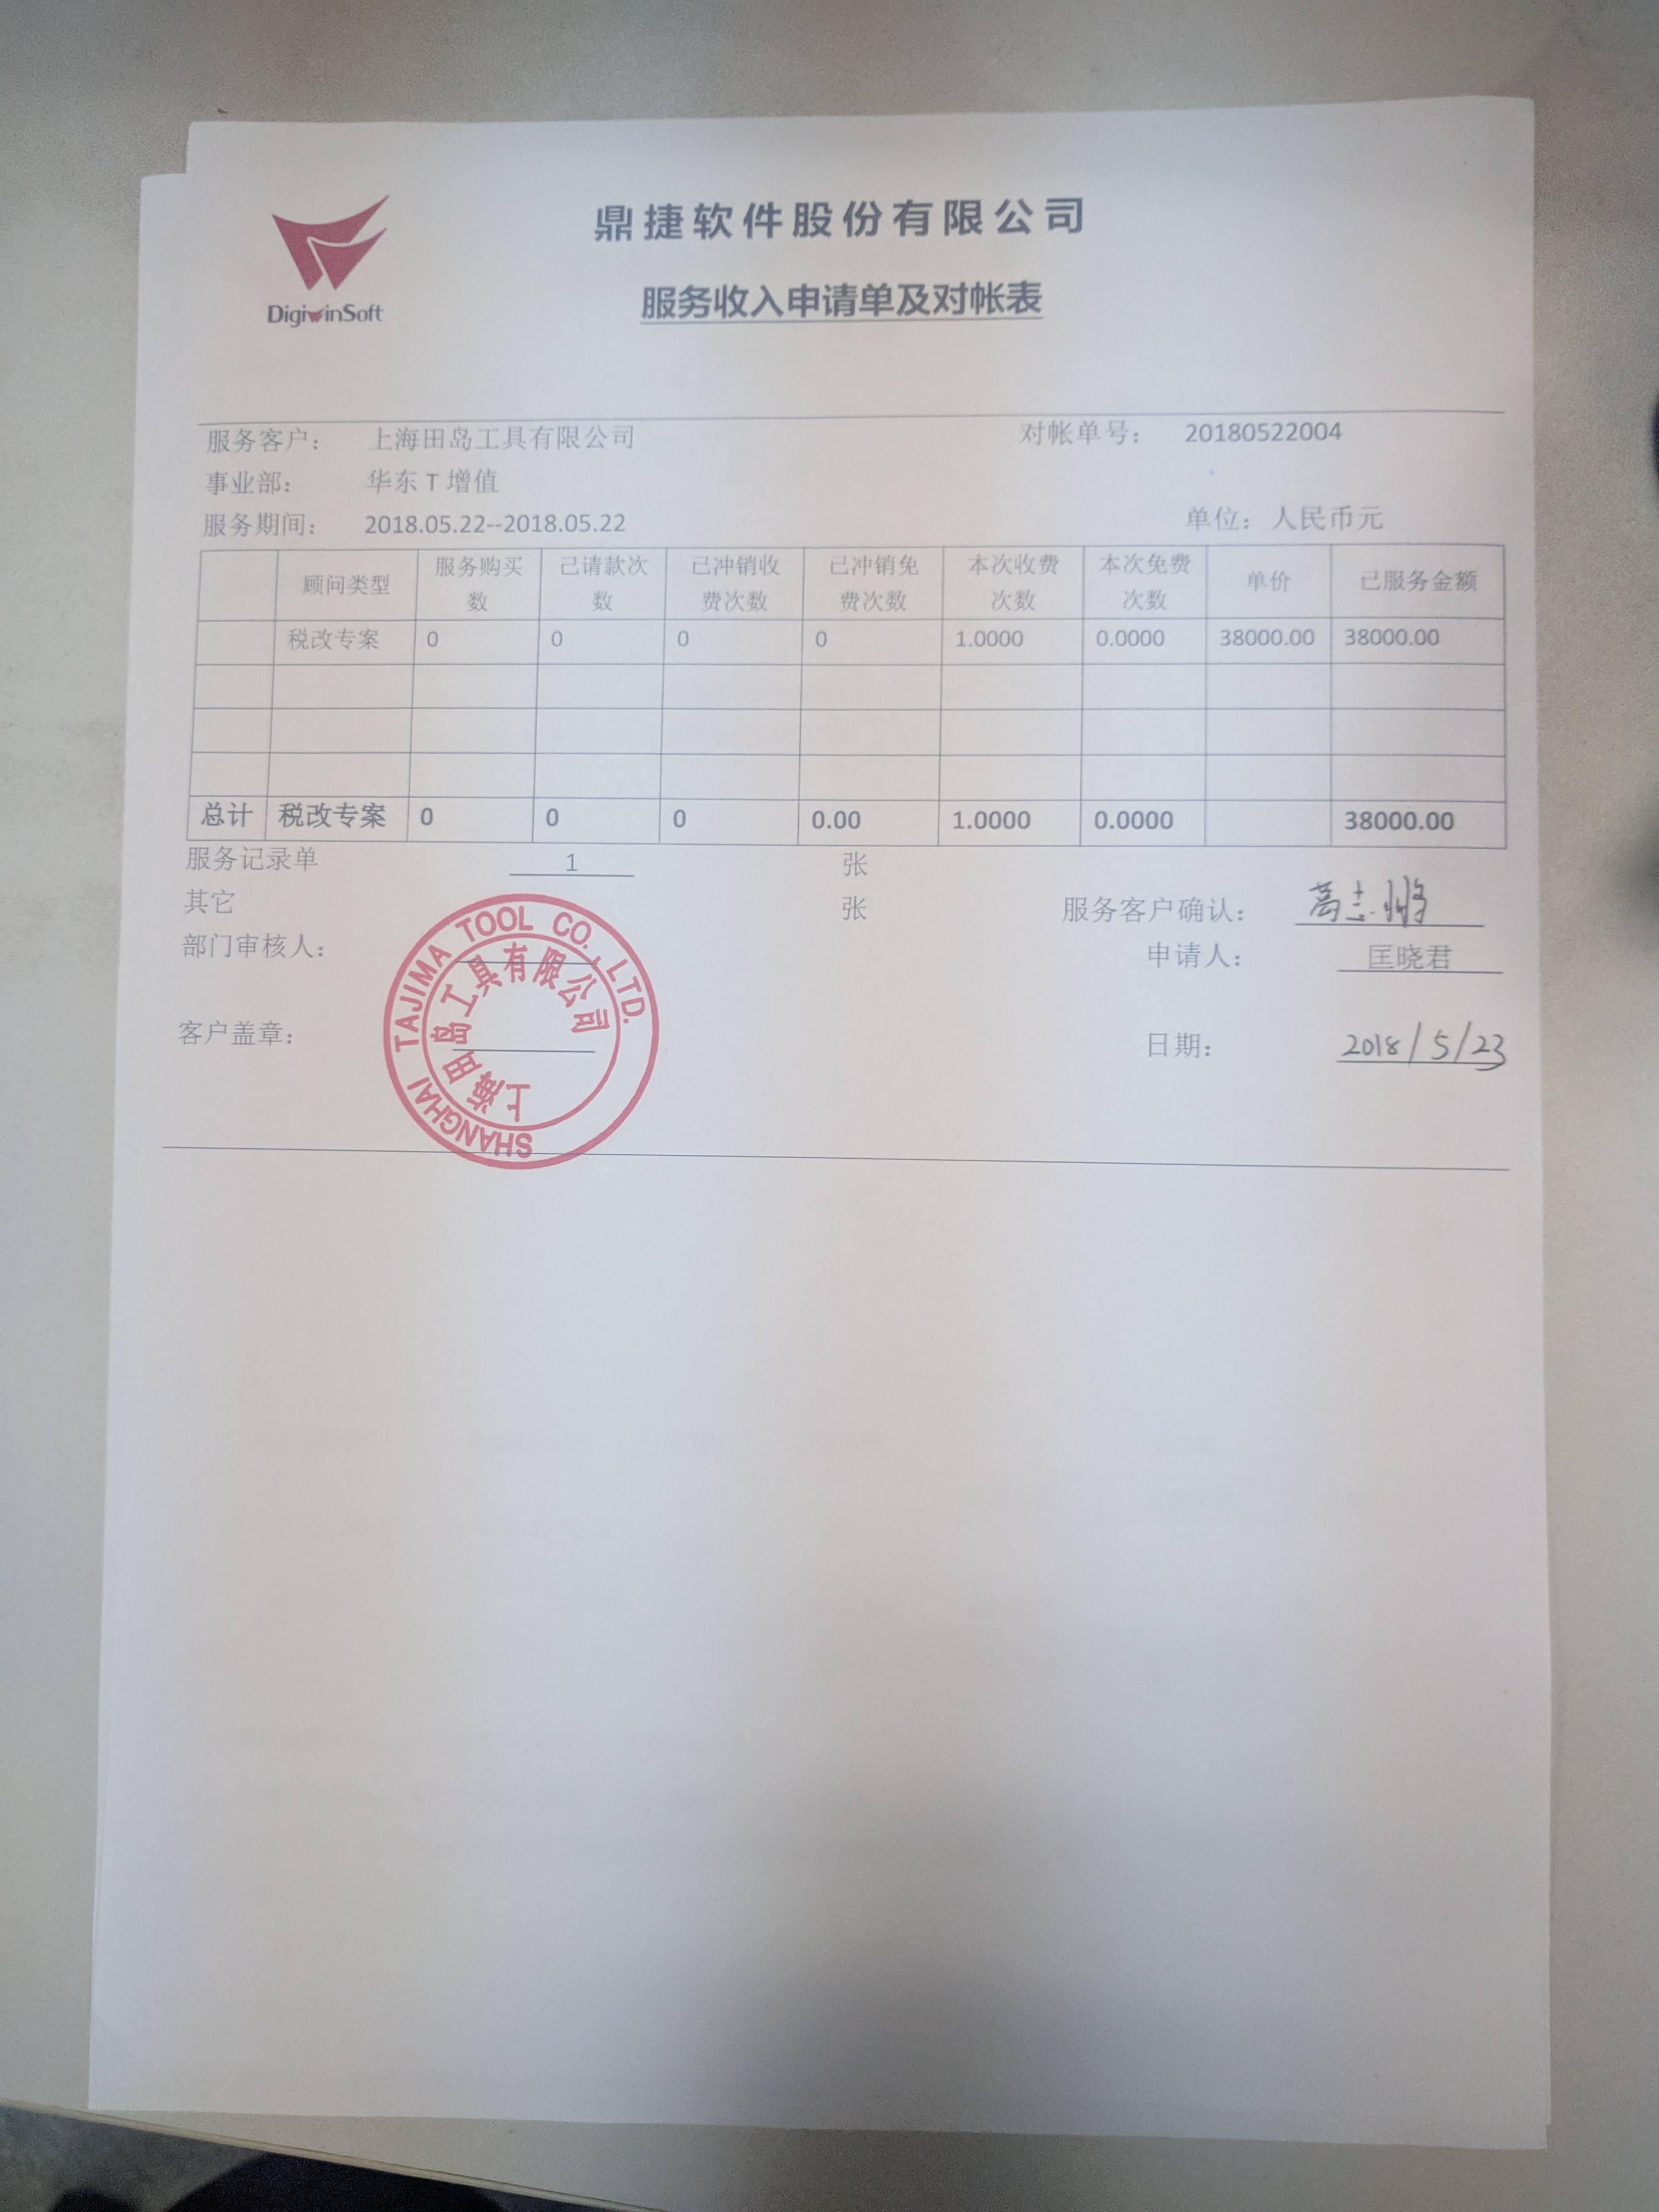 鼎捷软件股份有限公司
DigiwinSoft
服务收入申请单及对帐表
服务客户： 上海田岛工具有限公司 对帐单号： 20180522004
事业部： 华东 T 增值
服务期间： 2018.05.22--2018.05.22 单位：人民币元
顾问类型 服务购买数 已请款次数 已冲销收费次数 已冲销免费次数 本次收费次数 本次免费次数 单价 已服务金额
税改专案 0 0 0 0 1.0000 0.0000 38000.00 38000.00
总计 税改专案 0 0 0 0.00 1.0000 0.0000 38000.00
服务记录单 1 张
其它 张 服务客户确认：
部门审核人： 申请人： 匡晓君
客户盖章： 日期： 2018/5/23
SHANGHAI TAJIMA TOOL CO., LTD.
上海田岛工具有限公司